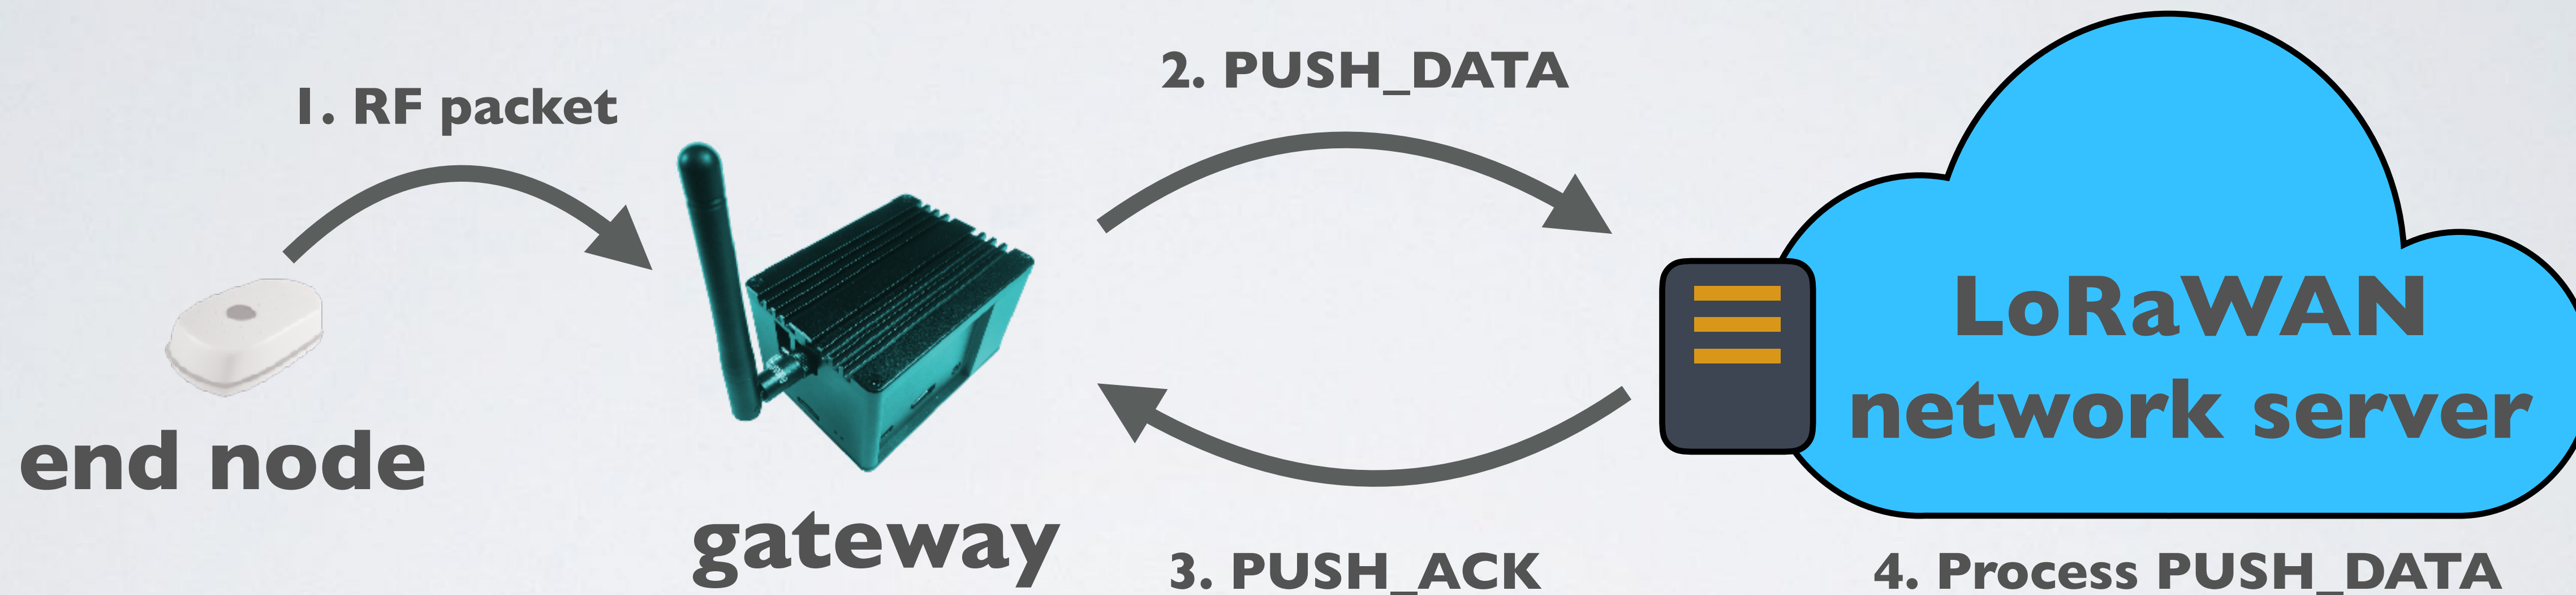 1. RF packet
2. PUSH_DATA
end node
gateway
LoRaWAN
network server
3. PUSH_ACK
4. Process PUSH_DATA